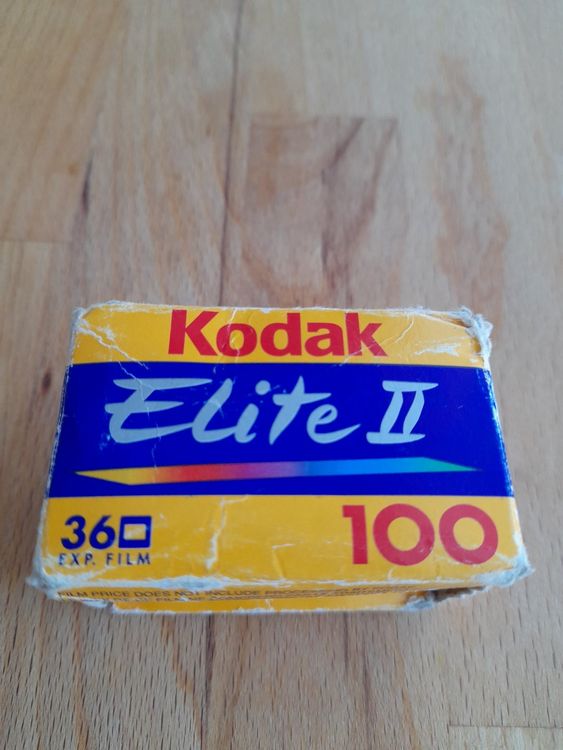 Kodak
Elite II
36
EXP. FILM
100
FILM PRICE DOES NOT INCLUDE